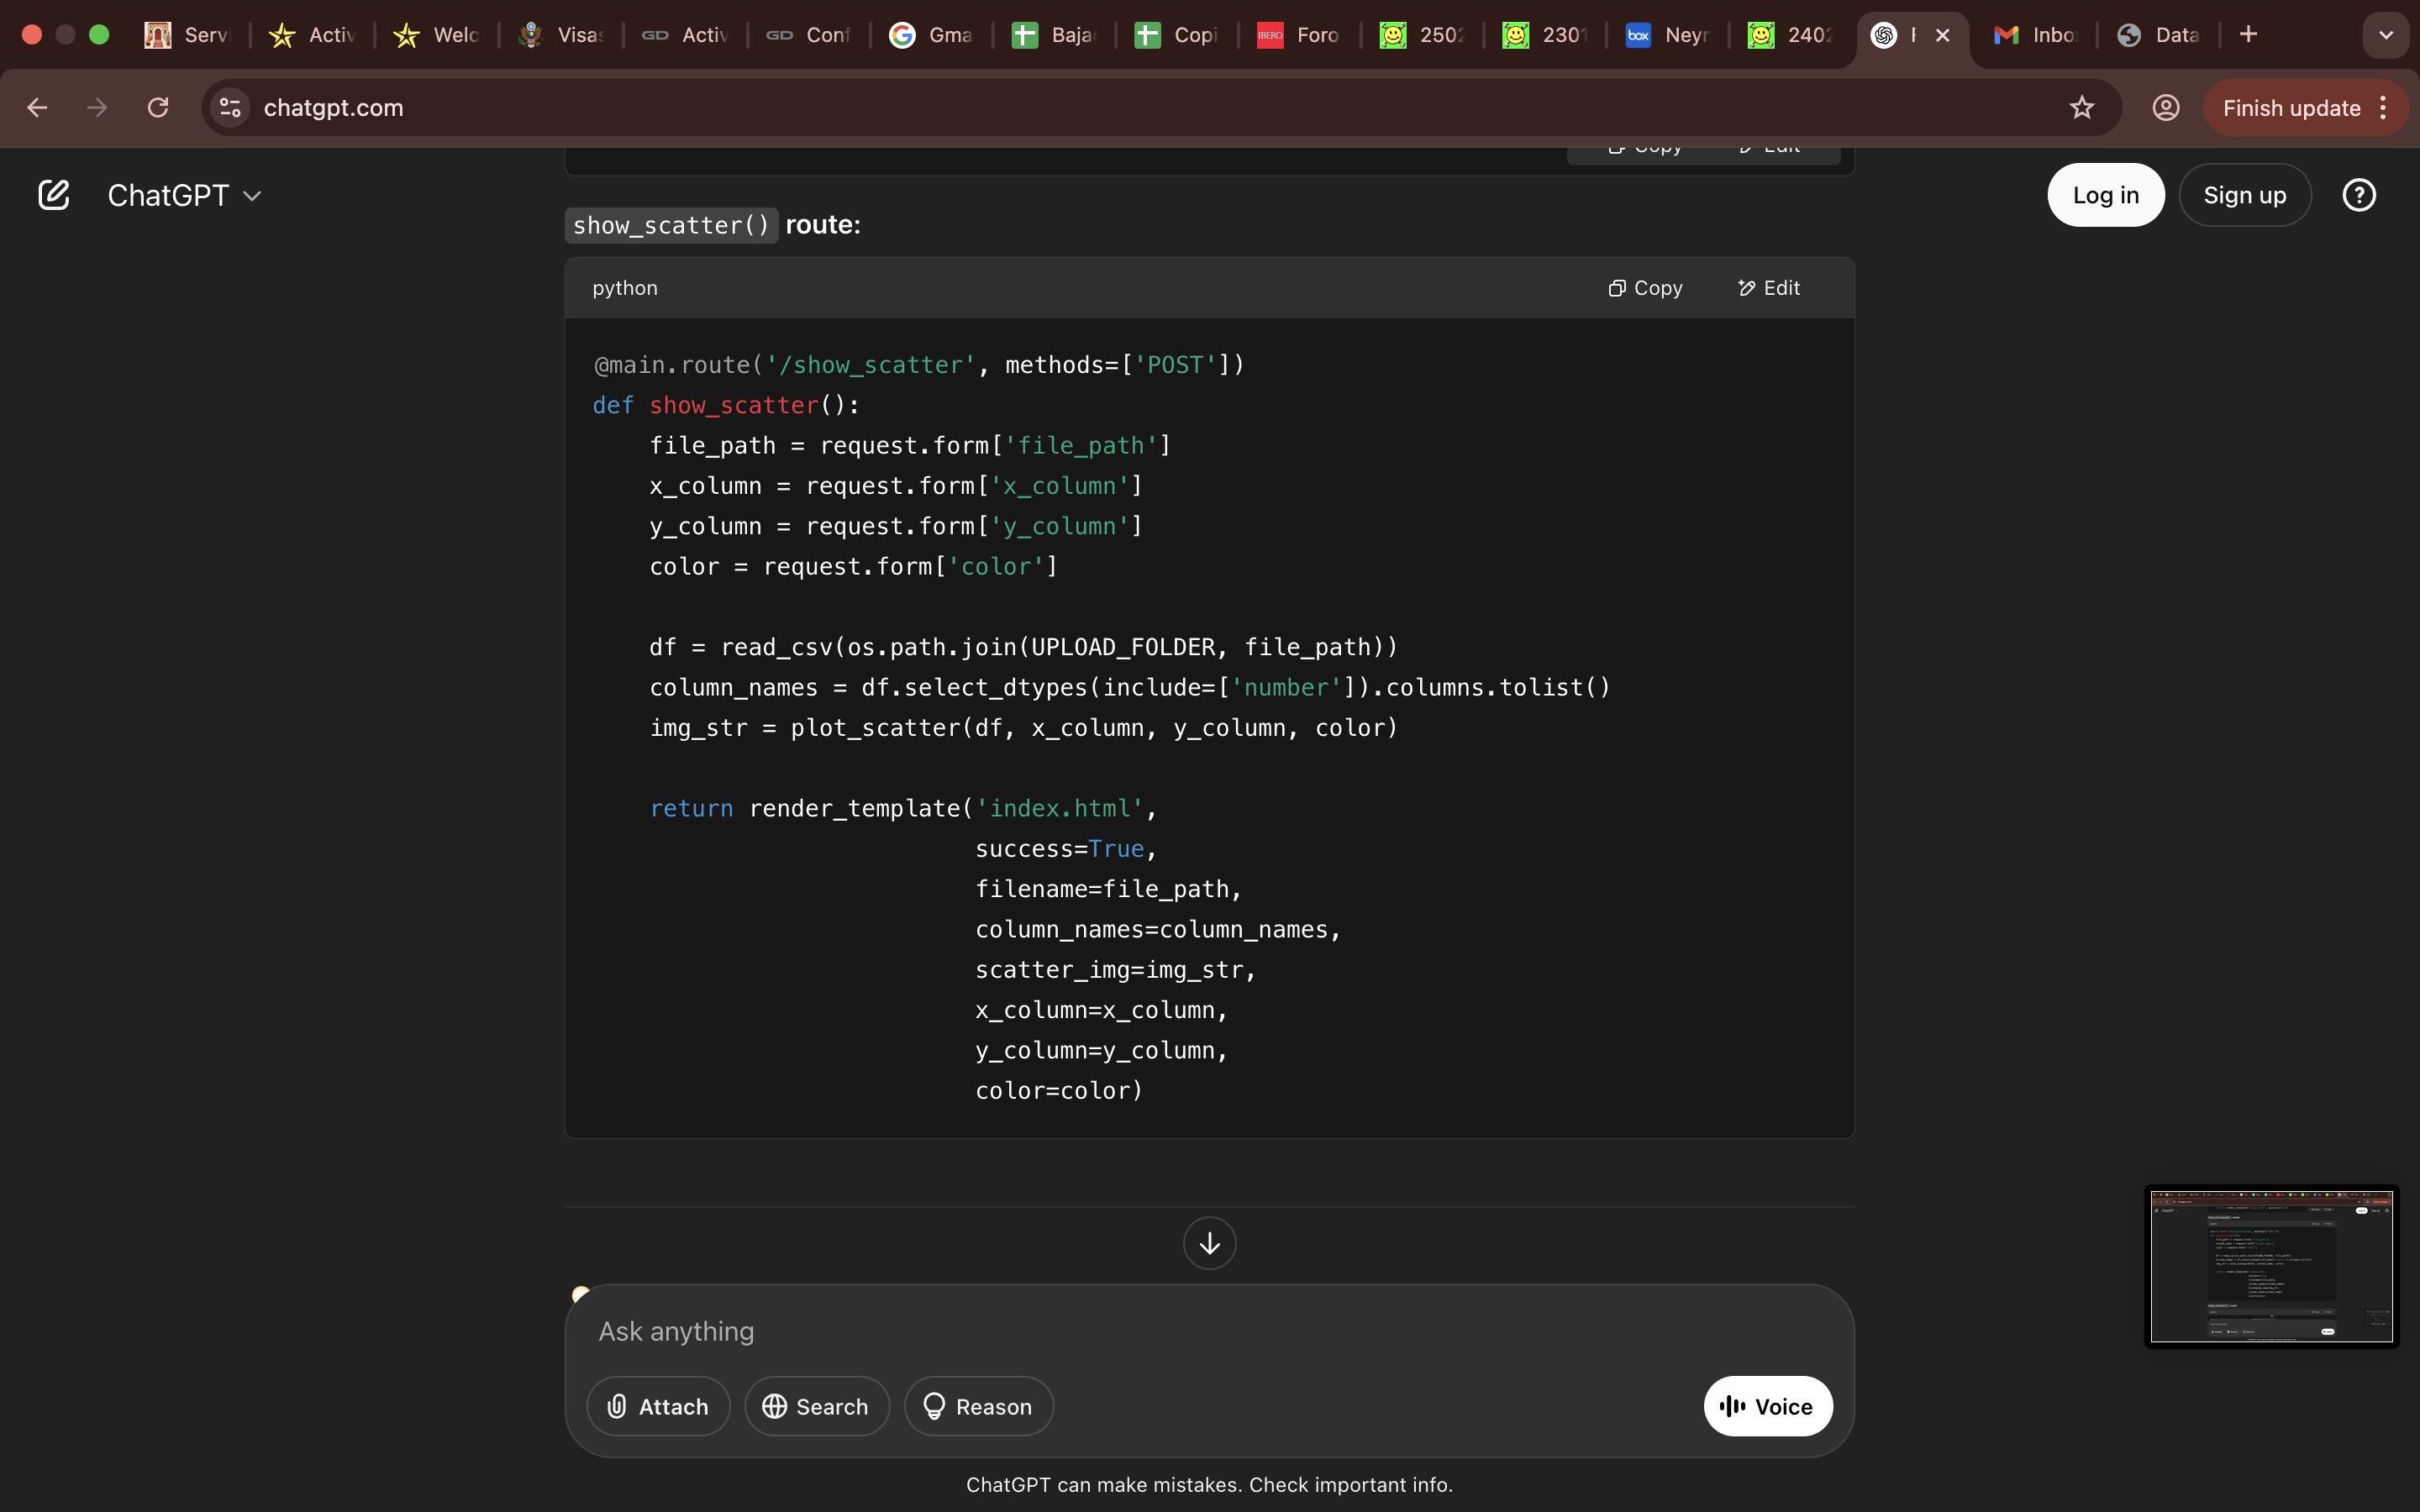 Servi
Activ
Welc
Visas
GD Activ
GD Conf
Gma
Baja
Copi
IBERO Foro
2502
2301
box Neyr
2402
Inbo
Data
chatgpt.com
Finish update
Copy Edit
ChatGPT
Log in
Sign up
show_scatter() route:
python
Copy
Edit
@main.route('/show_scatter', methods=['POST'])
def show_scatter():
    file_path = request.form['file_path']
    x_column = request.form['x_column']
    y_column = request.form['y_column']
    color = request.form['color']
    df = read_csv(os.path.join(UPLOAD_FOLDER, file_path))
    column_names = df.select_dtypes(include=['number']).columns.tolist()
    img_str = plot_scatter(df, x_column, y_column, color)
    return render_template('index.html',
                           success=True,
                           filename=file_path,
                           column_names=column_names,
                           scatter_img=img_str,
                           x_column=x_column,
                           y_column=y_column,
                           color=color)
Ask anything
Attach
Search
Reason
Voice
ChatGPT can make mistakes. Check important info.